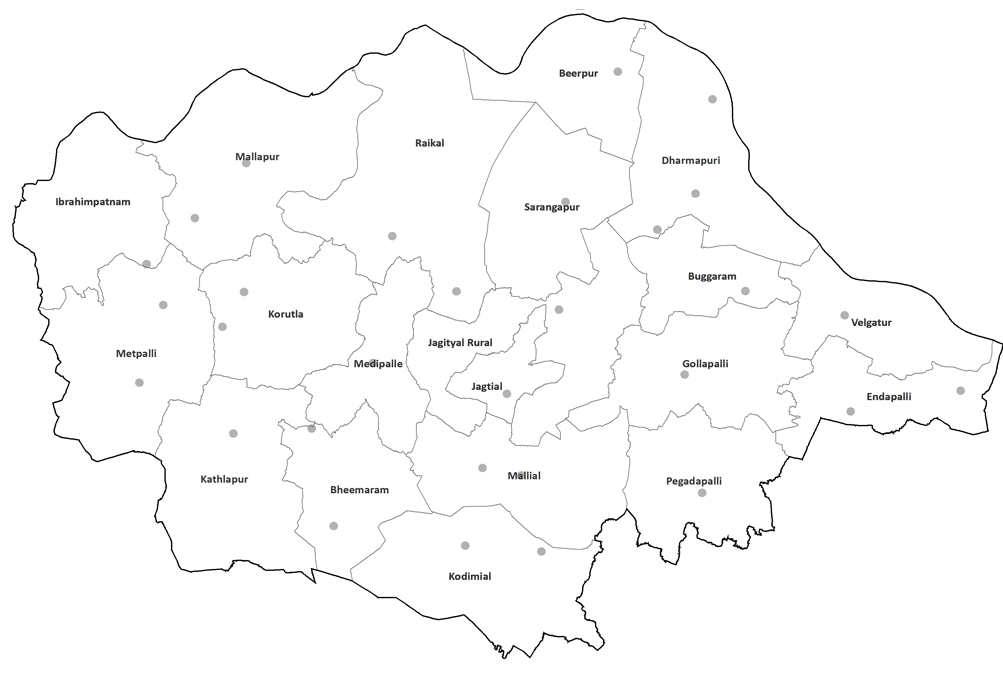 Beerpur
Raikal
Mallapur
Dharmapuri
Ibrahimpatnam
Sarangapur
Buggaram
Korutla
Velgatur
Jagityal Rural
Metpalli
Medipalle
Gollapalli
Jagtial
Endapalli
Mallial
Kathlapur
Pegadapalli
Bheemaram
Kodimial